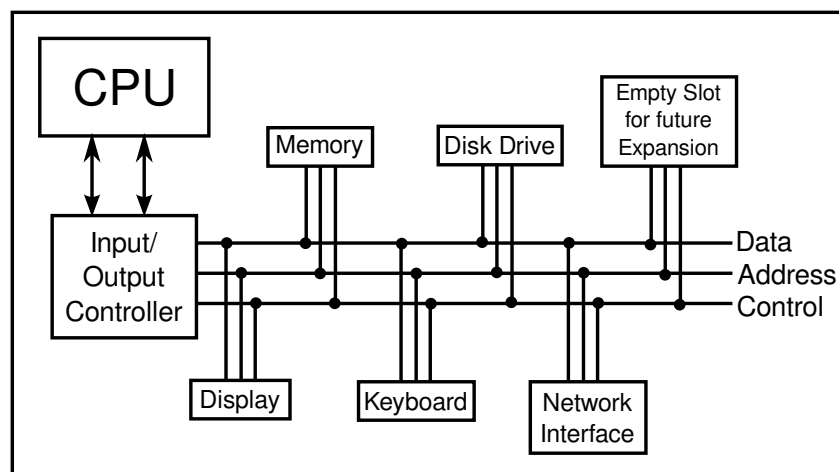 CPU
Memory
Disk Drive
Empty Slot
for future
Expansion
Input/
Output
Controller
Data
Address
Control
Display
Keyboard
Network
Interface